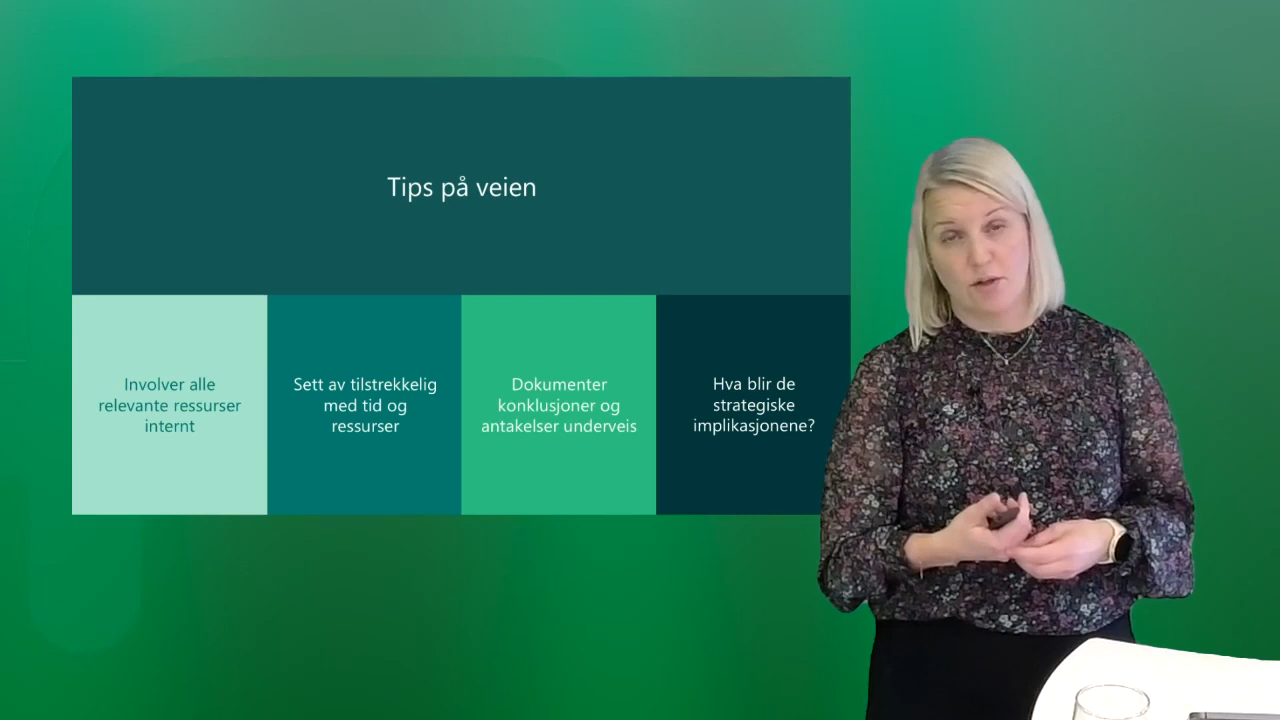 Tips på veien
Involver alle
relevante ressurser
internt
Sett av tilstrekkelig
med tid og
ressurser
Dokumenter
konklusjoner og
antakelser underveis
Hva blir de
strategiske
implikasjonene?